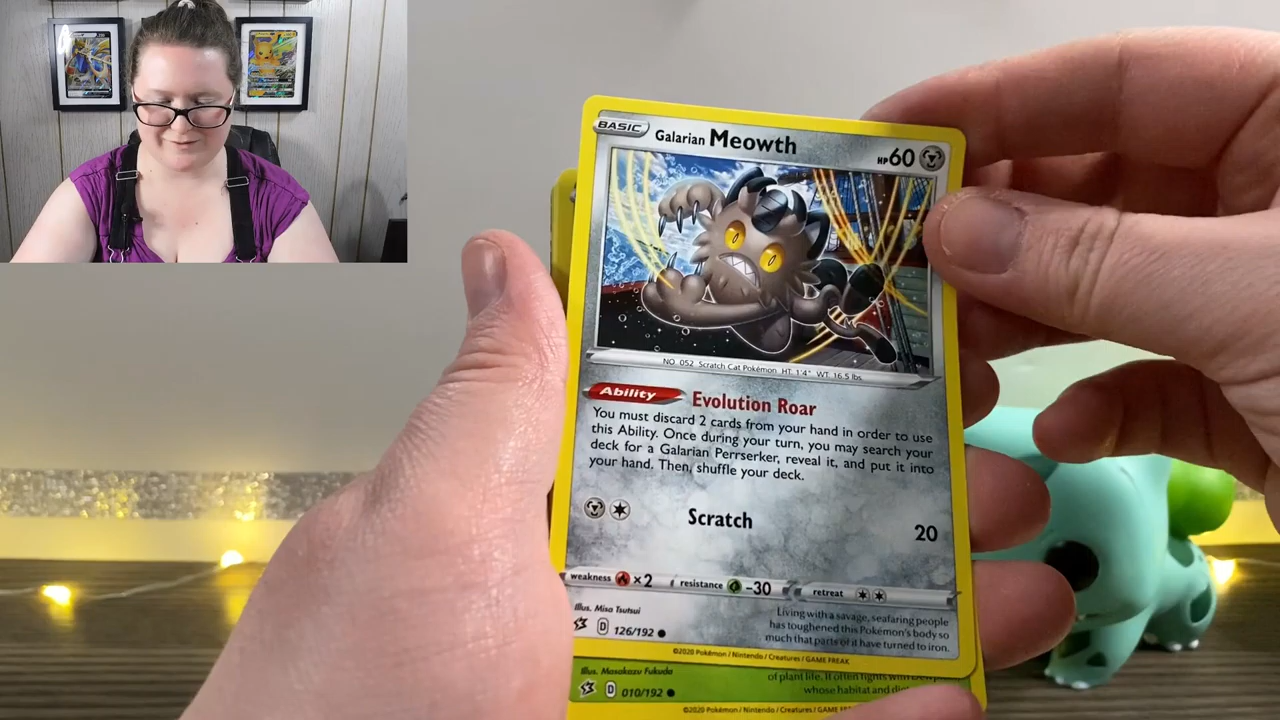 BASIC Galarian Meowth HP 60
NO. 052 Scratch Cat Pokémon HT: 1'4" WT: 16.5 lbs.
Ability Evolution Roar
You must discard 2 cards from your hand in order to use
this Ability. Once during your turn, you may search your
deck for a Galarian Perrserker, reveal it, and put it into
your hand. Then, shuffle your deck.
Scratch 20
weakness ×2 resistance -30 retreat
Illus. Misa Tsutsui
D 126/192
Living with a savage, seafaring people
has toughened this Pokémon's body so
much that parts of it have turned to iron.
©2020 Pokémon / Nintendo / Creatures / GAME FREAK
Illus. Masakazu Fukuda
D 010/192
of plant life. It often fights with
whose habitat and
©2020 Pokémon / Nintendo / Creatures / GAME